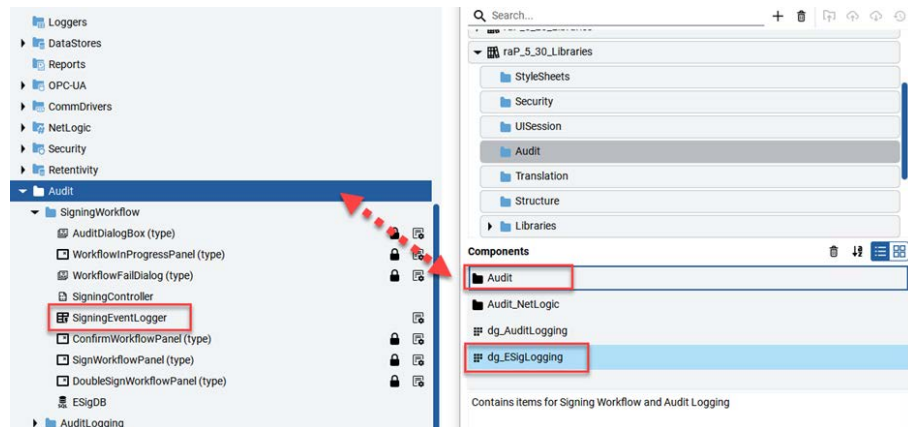 Loggers
DataStores
Reports
OPC-UA
CommDrivers
NetLogic
Security
Retentivity
Audit
SigningWorkflow
AuditDialogBox (type)
WorkflowInProgressPanel (type)
WorkflowFailDialog (type)
SigningController
SigningEventLogger
ConfirmWorkflowPanel (type)
SignWorkflowPanel (type)
DoubleSignWorkflowPanel (type)
ESigDB
AuditLogging
Search...
raP_5_30_Libraries
StyleSheets
Security
UISession
Audit
Translation
Structure
Libraries
Components
Audit
Audit_NetLogic
dg_AuditLogging
dg_ESigLogging
Contains items for Signing Workflow and Audit Logging